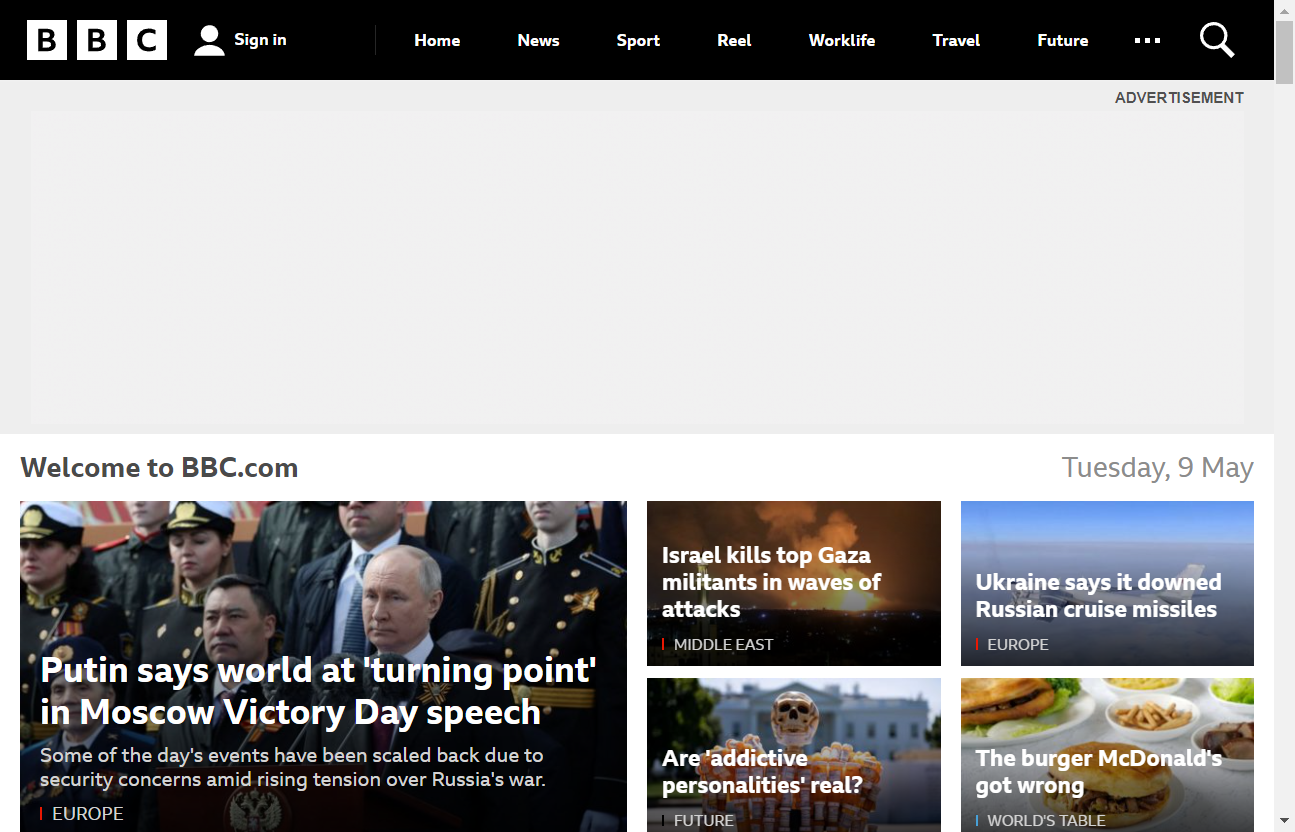 BBC
Sign in
Home
News
Sport
Reel
Worklife
Travel
Future
...
ADVERTISEMENT
Welcome to BBC.com
Tuesday, 9 May
Putin says world at 'turning point'
in Moscow Victory Day speech
Some of the day's events have been scaled back due to
security concerns amid rising tension over Russia's war.
EUROPE
Israel kills top Gaza
militants in waves of
attacks
MIDDLE EAST
Ukraine says it downed
Russian cruise missiles
EUROPE
Are 'addictive
personalities' real?
FUTURE
The burger McDonald's
got wrong
WORLD'S TABLE